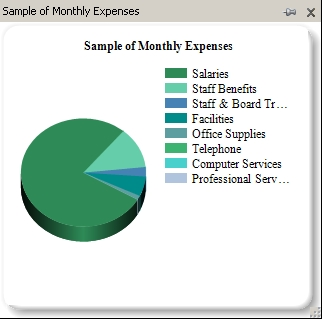 Sample of Monthly Expenses
Sample of Monthly Expenses
Salaries
Staff Benefits
Staff & Board Tr...
Facilities
Office Supplies
Telephone
Computer Services
Professional Serv...